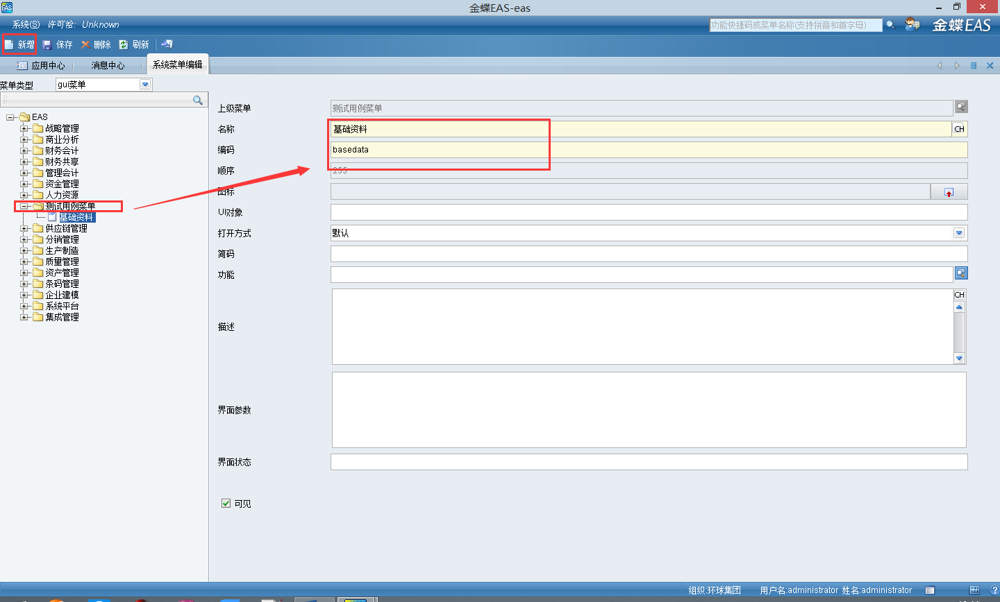 金蝶EAS-eas
EAS
系统(S) 许可给: Unknown
功能快捷码或菜单名称(支持拼音和首字母)
金蝶EAS
新增 保存 删除 刷新
应用中心 消息中心 系统菜单编辑
菜单类型 gui菜单
EAS
战略管理
商业分析
财务会计
财务共享
管理会计
资金管理
人力资源
测试用例菜单
基础资料
供应链管理
分销管理
生产制造
质量管理
资产管理
条码管理
企业建模
系统平台
集成管理
上级菜单 测试用例菜单
名称 基础资料 CH
编码 basedata
顺序 255
图标
UI对象
打开方式 默认
简码
功能
描述 CH
界面参数
界面状态
可见
组织:环球集团 用户名:administrator 姓名:administrator